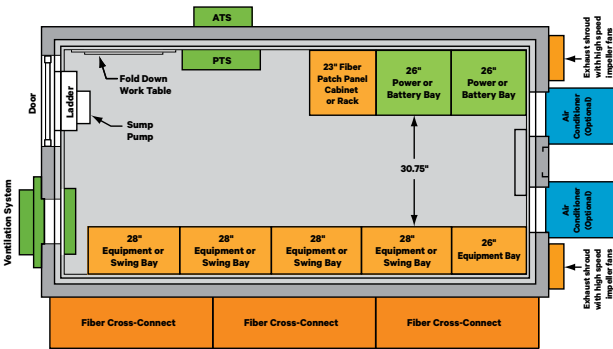 ATS
PTS
Fold Down
Work Table
Door
Ladder
Sump
Pump
23" Fiber
Patch Panel
Cabinet
or Rack
26"
Power or
Battery Bay
26"
Power or
Battery Bay
Exhaust shroud
with high speed
impeller fans
Air
Conditioner
(Optional)
30.75"
Ventilation System
Air
Conditioner
(Optional)
28"
Equipment or
Swing Bay
28"
Equipment or
Swing Bay
28"
Equipment or
Swing Bay
28"
Equipment or
Swing Bay
26"
Equipment Bay
Exhaust shroud
with high speed
impeller fans
Fiber Cross-Connect
Fiber Cross-Connect
Fiber Cross-Connect